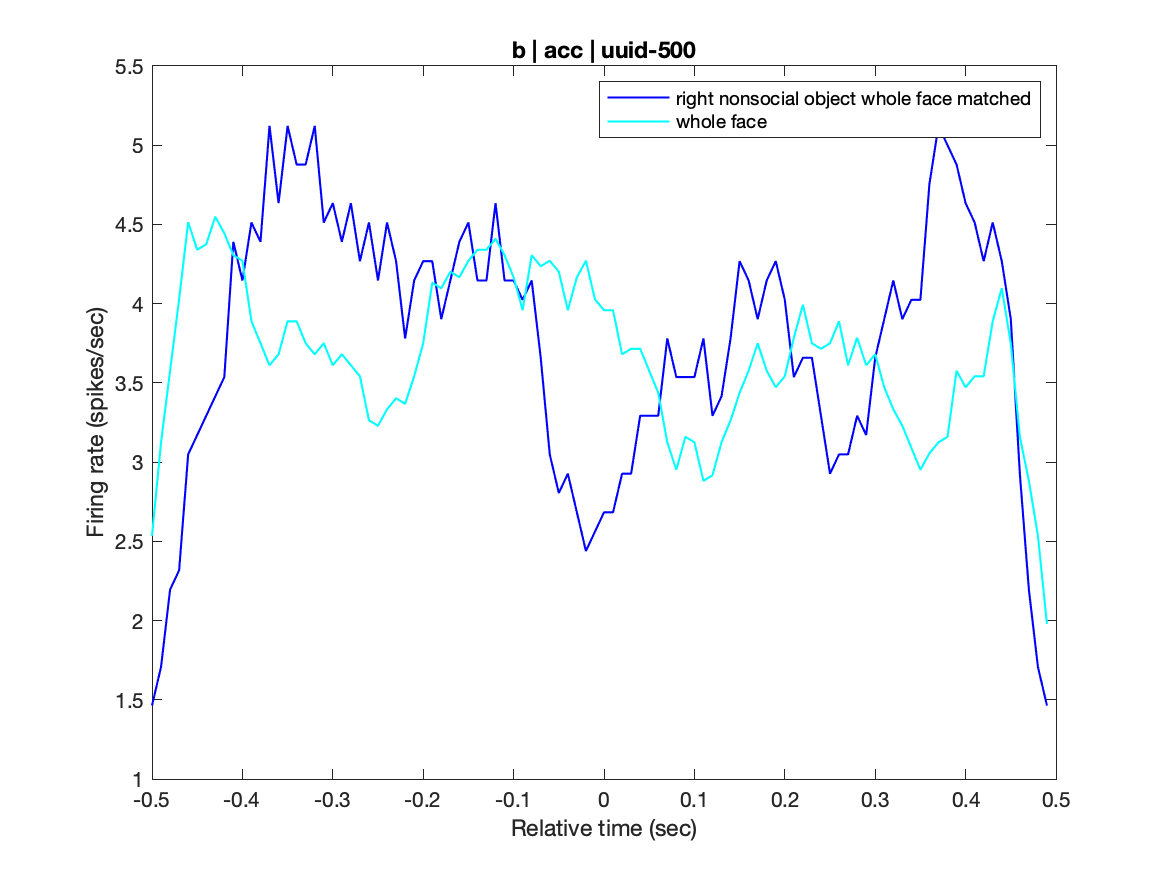 b | acc | uuid-500
right nonsocial object whole face matched
whole face
Firing rate (spikes/sec)
5.5
5
4.5
4
3.5
3
2.5
2
1.5
1
-0.5 -0.4 -0.3 -0.2 -0.1 0 0.1 0.2 0.3 0.4 0.5
Relative time (sec)